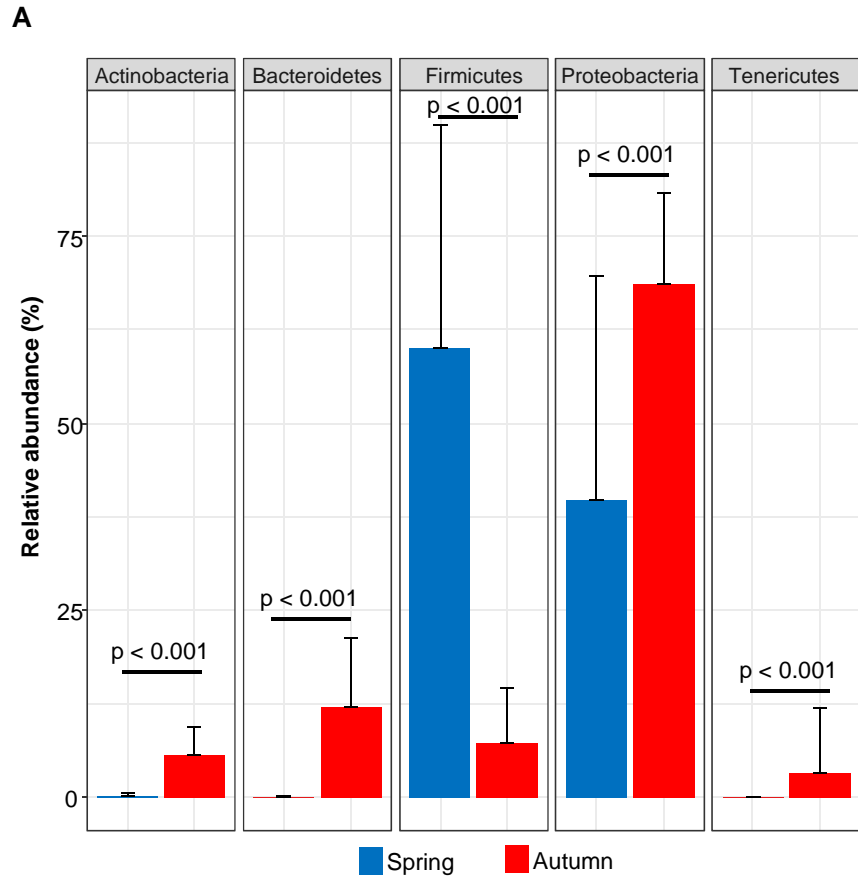 A
Actinobacteria Bacteroidetes Firmicutes Proteobacteria Tenericutes
p < 0.001
p < 0.001
75
Relative abundance (%)
50
25
p < 0.001
p < 0.001
p < 0.001
0
Spring Autumn